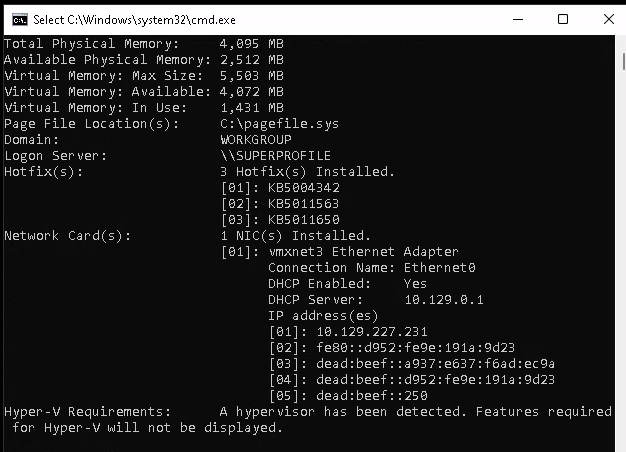 Select C:\Windows\system32\cmd.exe
Total Physical Memory:     4,095 MB
Available Physical Memory: 2,512 MB
Virtual Memory: Max Size:  5,503 MB
Virtual Memory: Available: 4,072 MB
Virtual Memory: In Use:    1,431 MB
Page File Location(s):     C:\pagefile.sys
Domain:                    WORKGROUP
Logon Server:              \\SUPERPROFILE
Hotfix(s):                 3 Hotfix(s) Installed.
                           [01]: KB5004342
                           [02]: KB5011563
                           [03]: KB5011650
Network Card(s):           1 NIC(s) Installed.
                           [01]: vmxnet3 Ethernet Adapter
                                 Connection Name: Ethernet0
                                 DHCP Enabled:    Yes
                                 DHCP Server:     10.129.0.1
                                 IP address(es)
                                 [01]: 10.129.227.231
                                 [02]: fe80::d952:fe9e:191a:9d23
                                 [03]: dead:beef::a937:e637:f6ad:ec9a
                                 [04]: dead:beef::d952:fe9e:191a:9d23
                                 [05]: dead:beef::250
Hyper-V Requirements:      A hypervisor has been detected. Features required
 for Hyper-V will not be displayed.